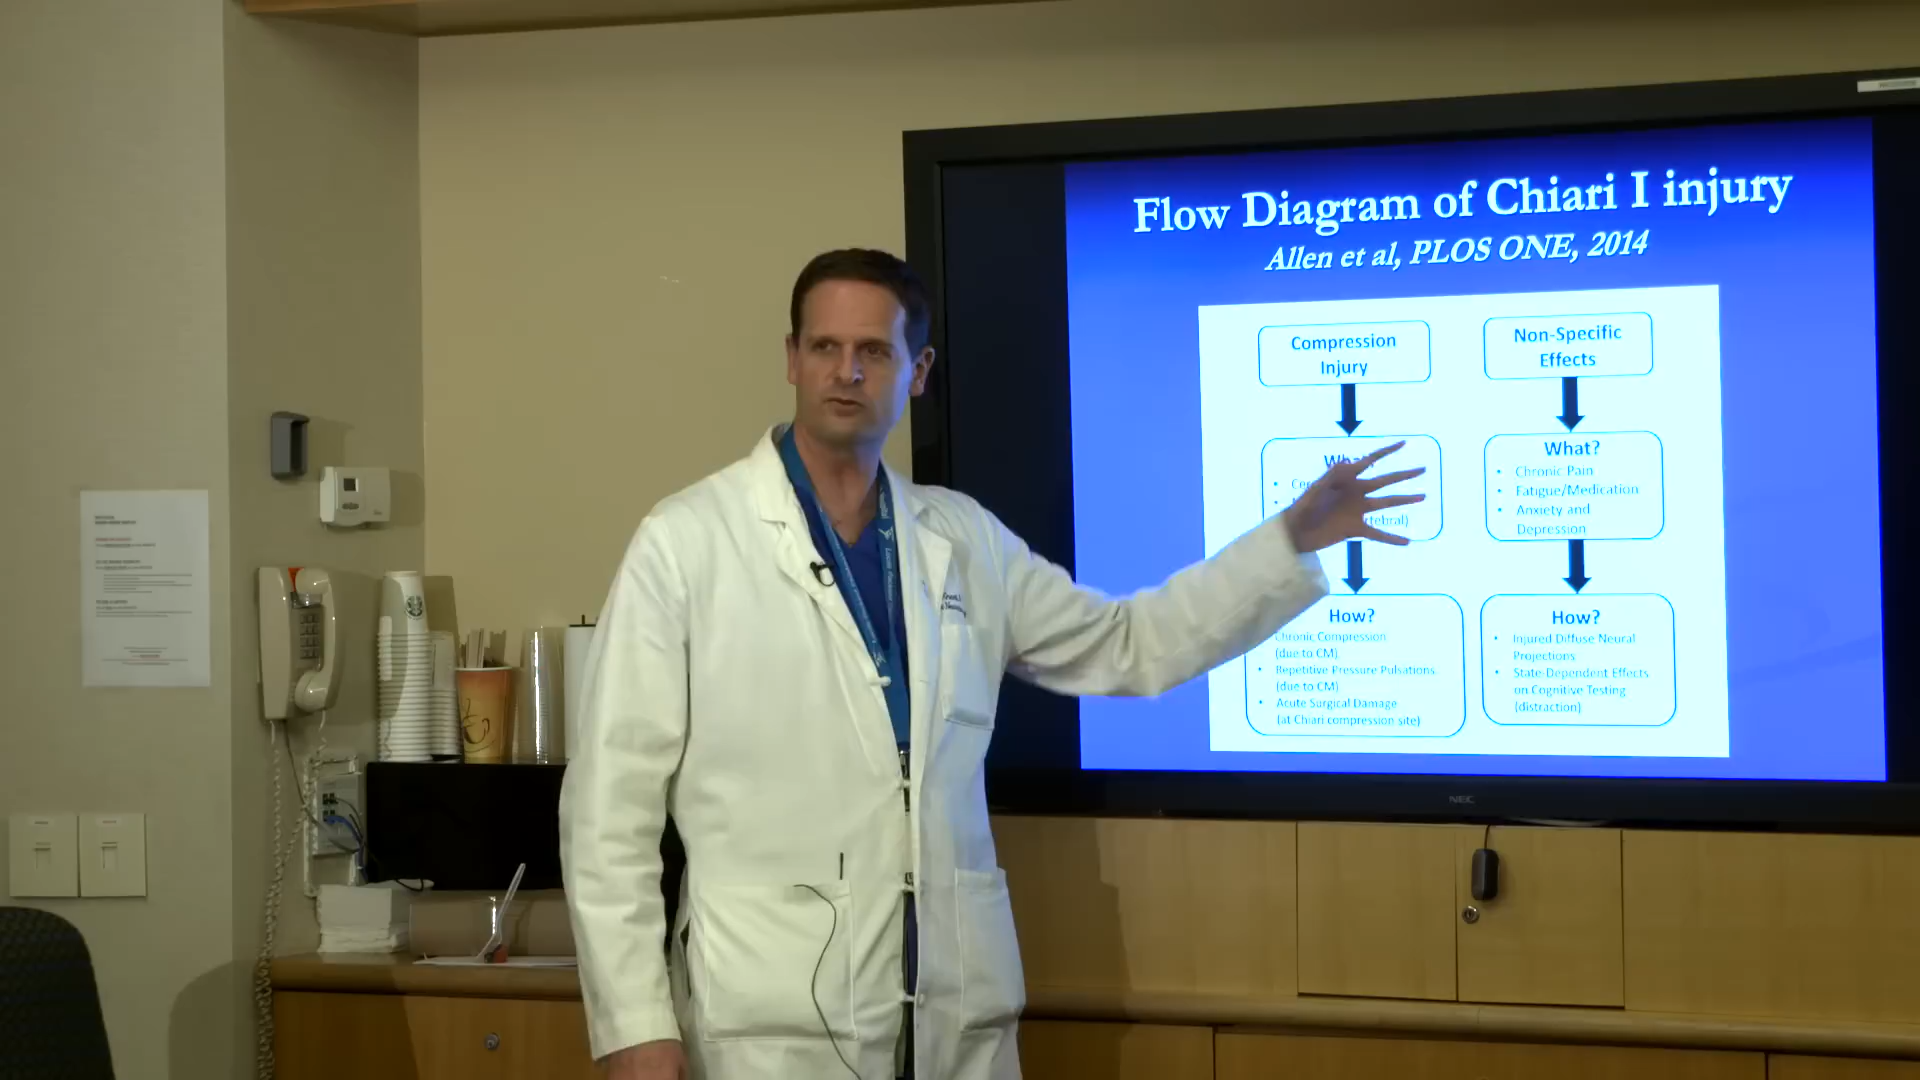 Flow Diagram of Chiari I injury
Allen et al, PLOS ONE, 2014
Compression
Injury
What?
• 
• 
Non-Specific
Effects
What?
• Chronic Pain
• Fatigue/Medication
• Anxiety and
Depression
How?
Chronic Compression
(due to CM)
• Repetitive Pressure Pulsations
(due to CM)
• Acute Surgical Damage
(at Chiari compression site)
How?
• Injured Diffuse Neural
Projections
• State-Dependent Effects
on Cognitive Testing
(distraction)
NEC